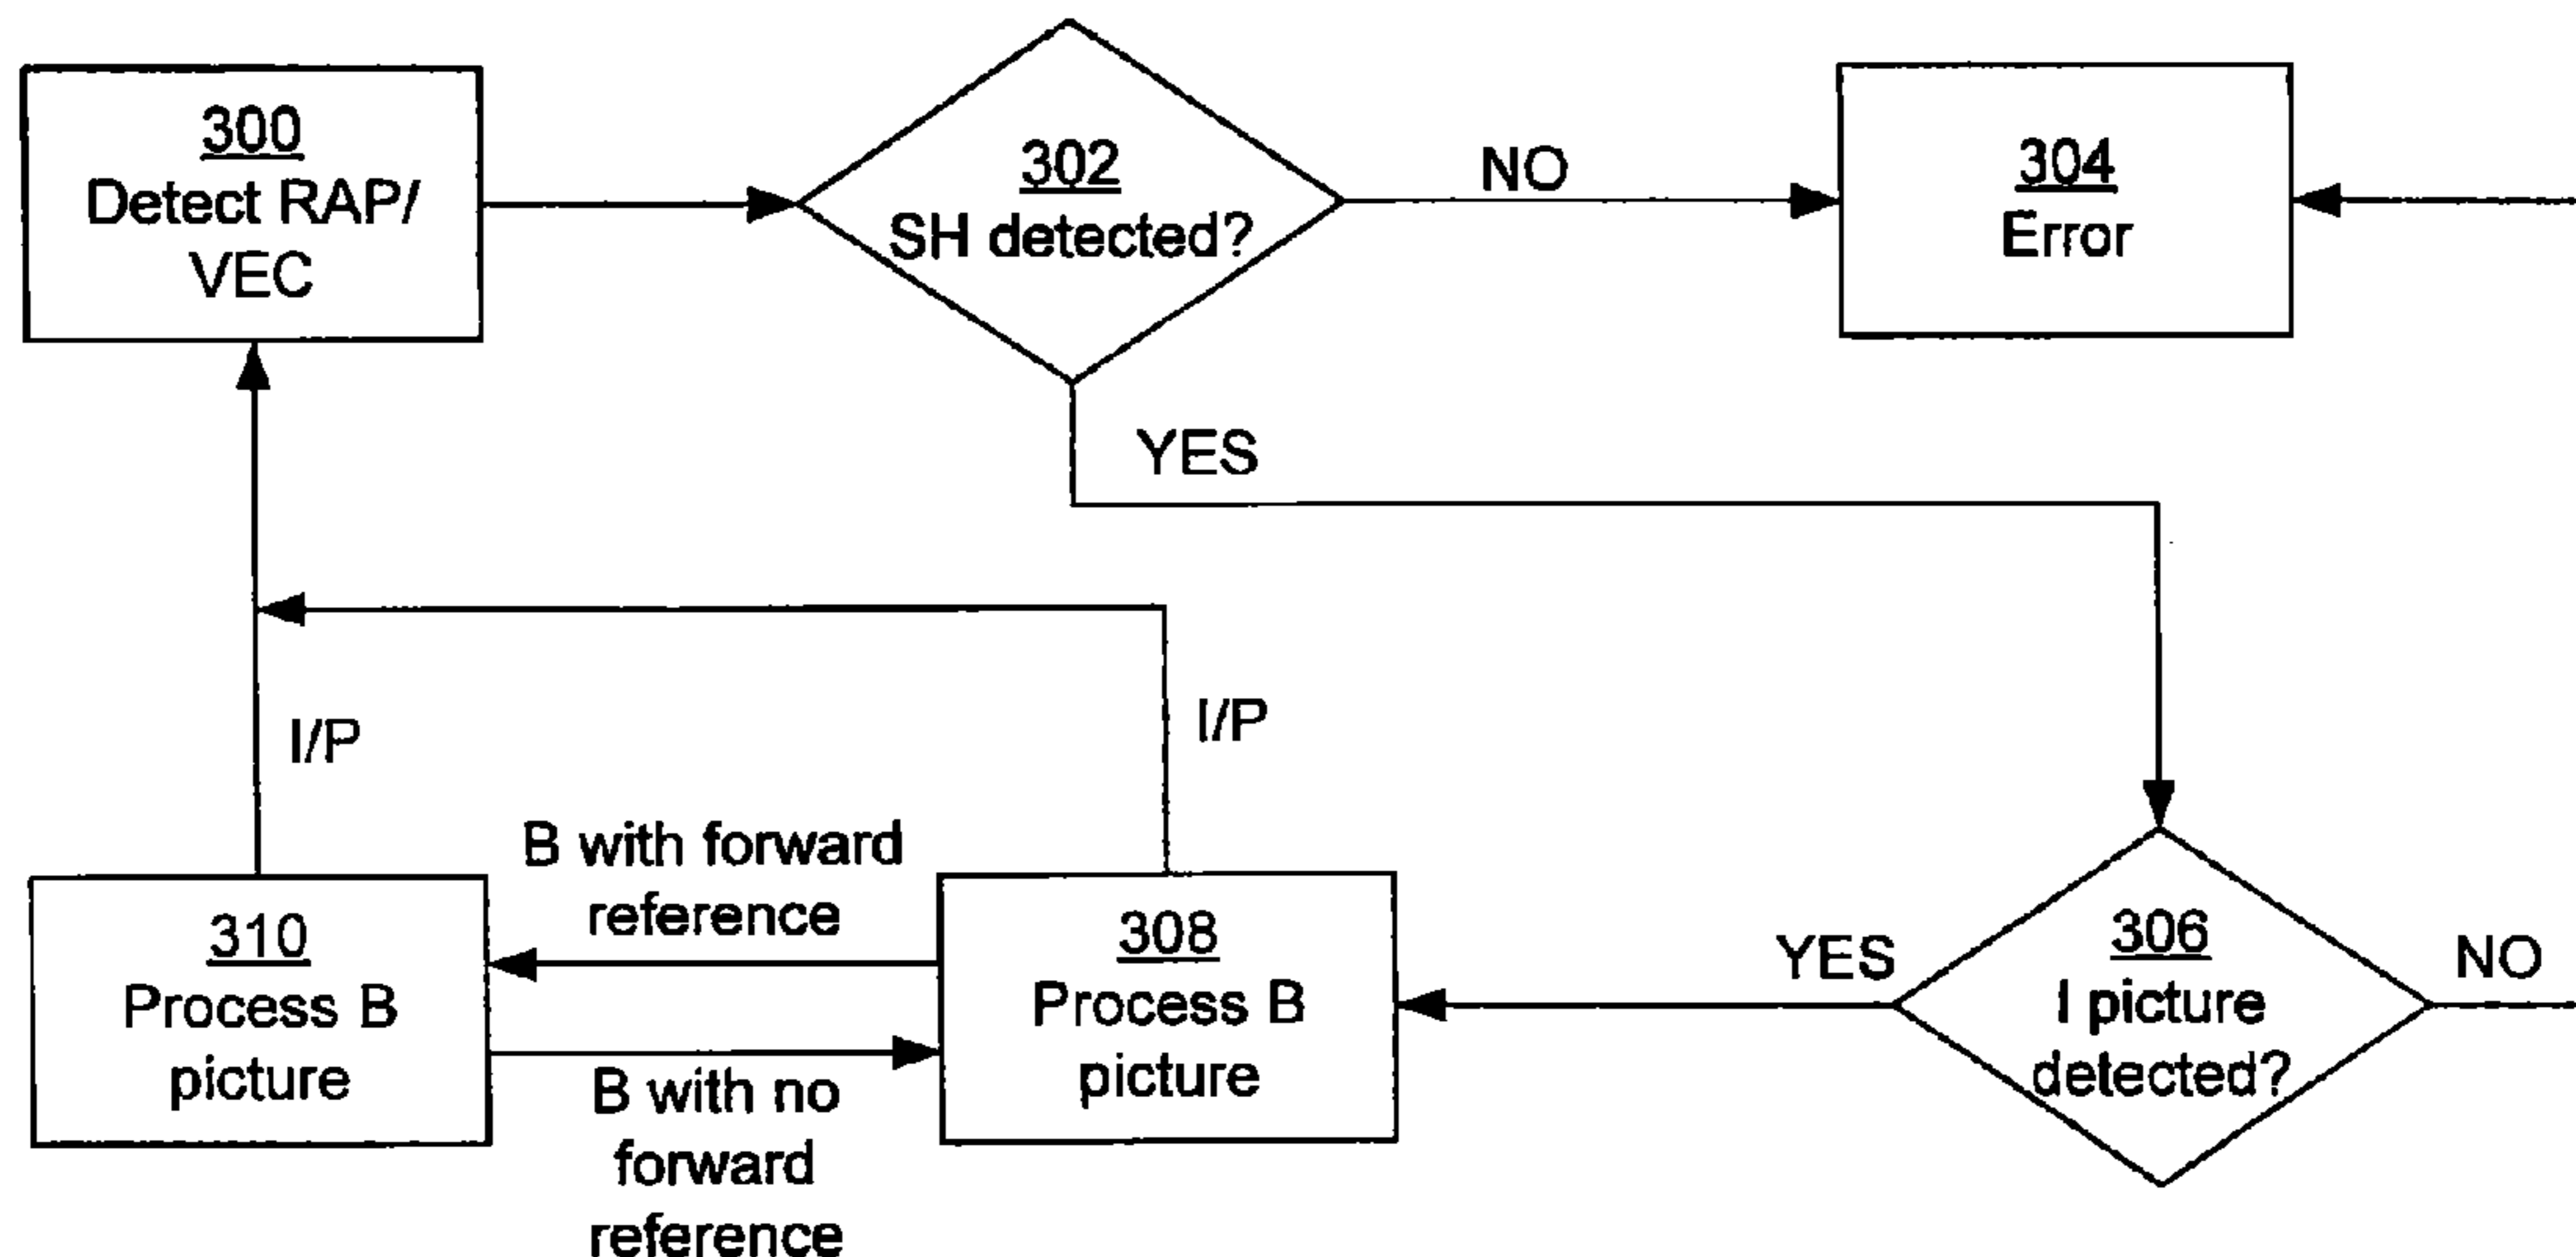 300
Detect RAP/
VEC
302
SH detected?
NO
304
Error
YES
I/P
I/P
B with forward
reference
310
Process B
picture
308
Process B
picture
YES
306
I picture
detected?
NO
B with no
forward
reference